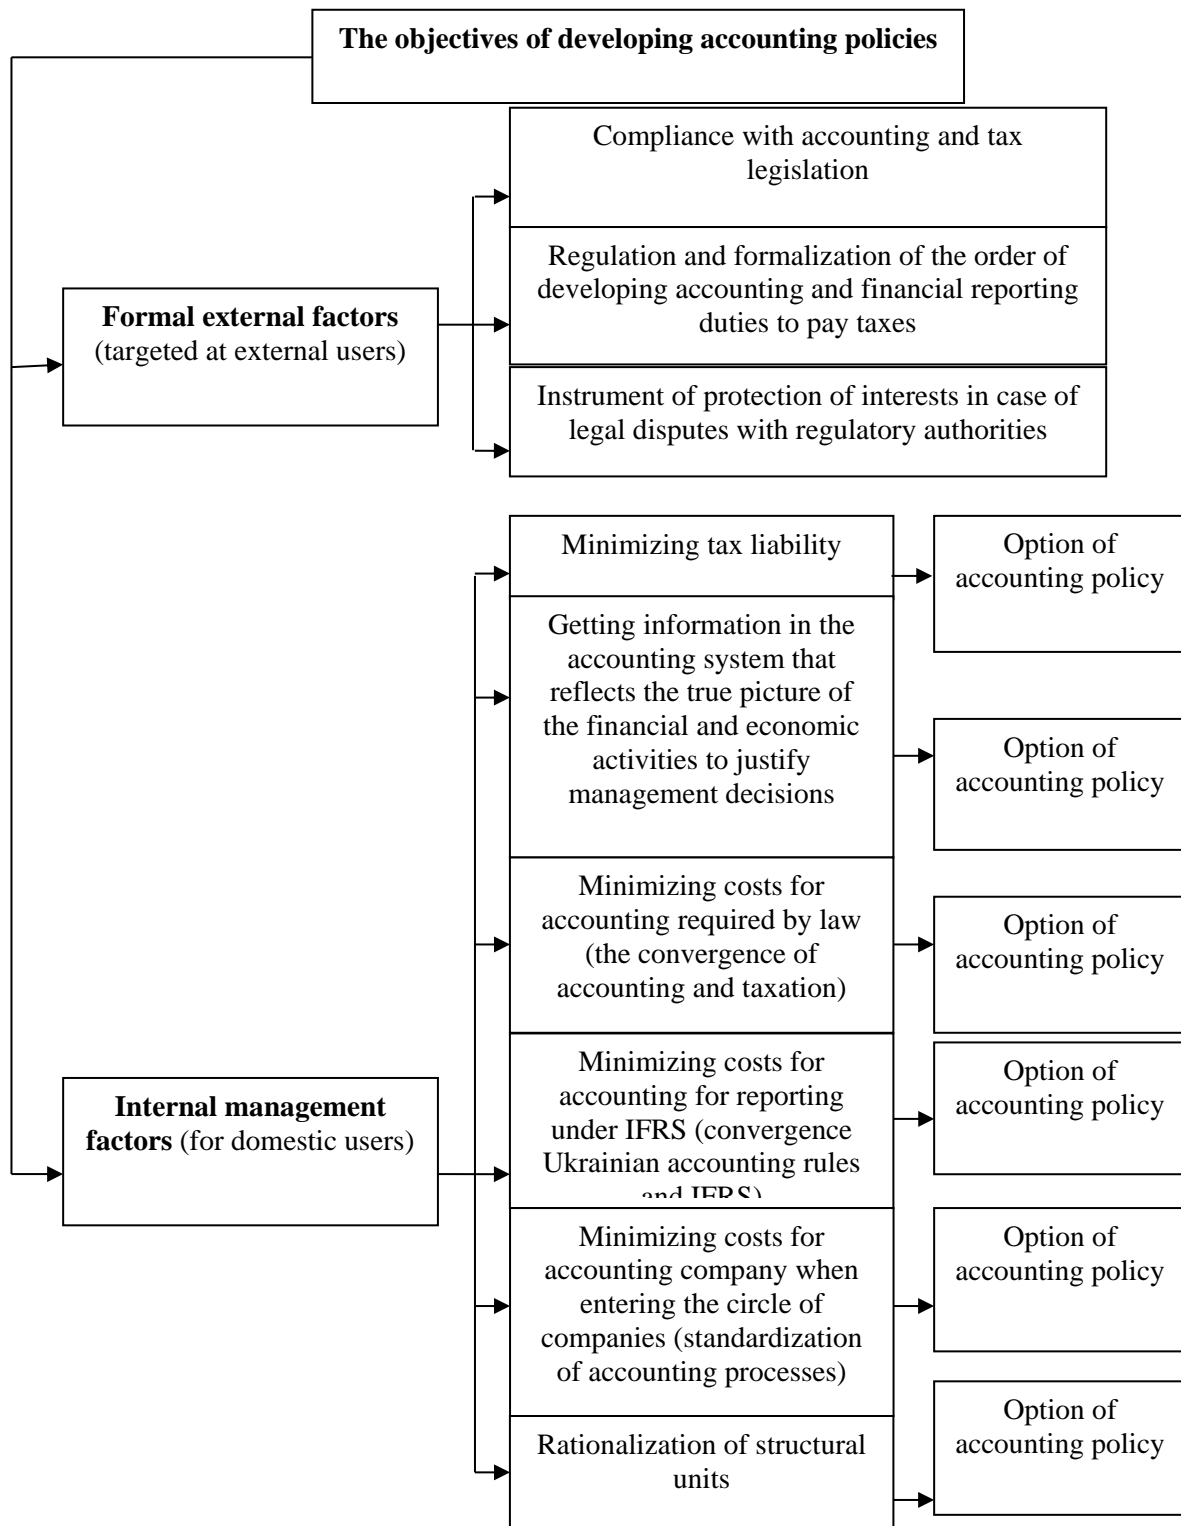 The objectives of developing accounting policies
Compliance with accounting and tax
legislation
Regulation and formalization of the order of
developing accounting and financial reporting
duties to pay taxes
Formal external factors
(targeted at external users)
Instrument of protection of interests in case of
legal disputes with regulatory authorities
Minimizing tax liability
Option of
accounting policy
Getting information in the
accounting system that
reflects the true picture of
the financial and economic
activities to justify
management decisions
Option of
accounting policy
Minimizing costs for
accounting required by law
(the convergence of
accounting and taxation)
Option of
accounting policy
Internal management
factors (for domestic users)
Minimizing costs for
accounting for reporting
under IFRS (convergence
Ukrainian accounting rules
and IFRS)
Option of
accounting policy
Minimizing costs for
accounting company when
entering the circle of
companies (standardization
of accounting processes)
Option of
accounting policy
Rationalization of structural
units
Option of
accounting policy